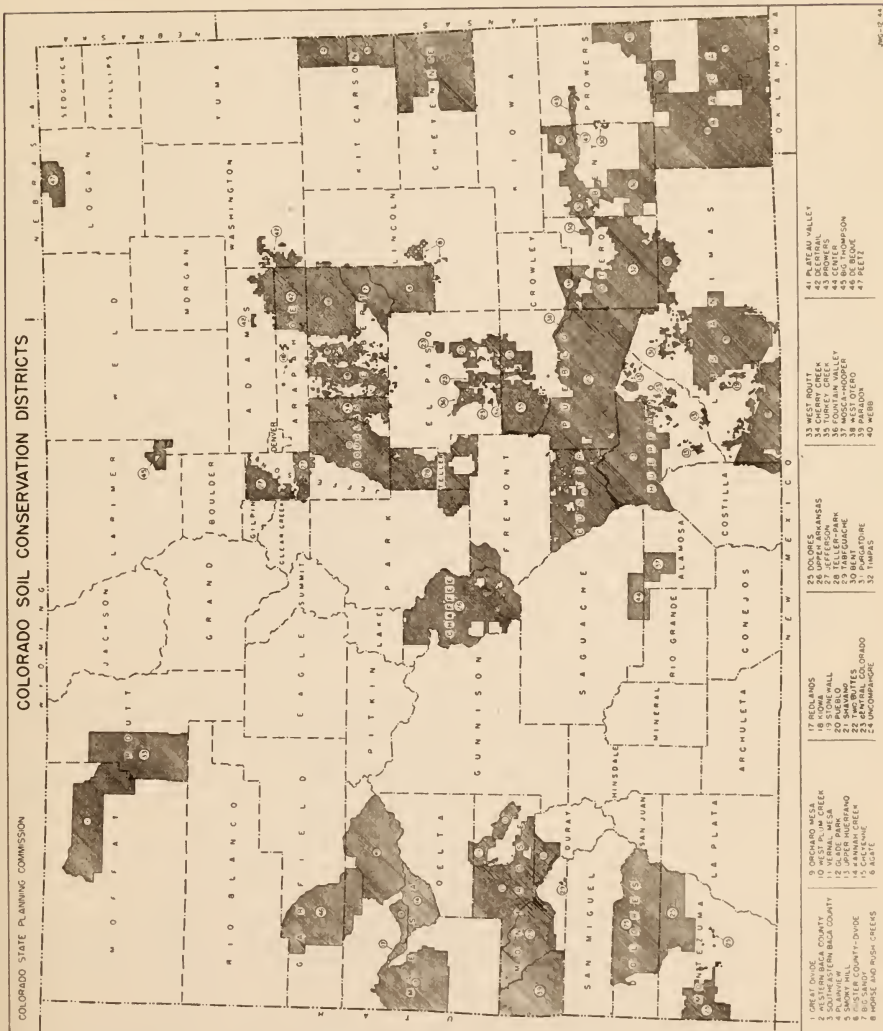 COLORADO STATE PLANNING COMMISSION
COLORADO SOIL CONSERVATION DISTRICTS
WYOMING
NEBRASKA
NEBRASKA
KANSAS
OKLAHOMA
NEW MEXICO
UTAH
MOFFAT
ROUTT
JACKSON
LARIMER
WELD
LOGAN
SEDGWICK
PHILLIPS
YUMA
WASHINGTON
MORGAN
ADAMS
BOULDER
GRAND
RIO BLANCO
GARFIELD
EAGLE
SUMMIT
GILPIN
CLEAR CREEK
JEFFERSON
DENVER
ARAPAHOE
DOUGLAS
ELBERT
LINCOLN
KIT CARSON
CHEYENNE
KIOWA
PROWERS
BENT
BACA
CROWLEY
OTERO
LAS ANIMAS
PUEBLO
EL PASO
TELLER
PARK
LAKE
PITKIN
MESA
DELTA
GUNNISON
CHAFFEE
FREMONT
CUSTER
HUERFANO
COSTILLA
ALAMOSA
SAGUACHE
RIO GRANDE
CONEJOS
MINERAL
HINSDALE
ARCHULETA
OURAY
MONTROSE
SAN MIGUEL
SAN JUAN
DOLORES
MONTEZUMA
LA PLATA
1 GREAT DIVIDE
2 WESTERN BACA COUNTY
3 SOUTHEASTERN BACA COUNTY
4 PLAINVIEW
5 SMOKY HILL
6 CUSTER COUNTY-DIVIDE
7 BIG SANDY
8 HORSE AND RUSH CREEKS
9 ORCHARD MESA
10 WEST PLUM CREEK
11 VERNAL MESA
12 GLADE PARK
13 UPPER HUERFANO
14 KANNAH CREEK
15 CHEYENNE
6 AGATE
17 REDLANDS
18 KIOWA
19 STONEWALL
20 PUEBLO
21 SHAVANO
22 TWO BUTTES
23 CENTRAL COLORADO
24 UNCOMPAHGRE
25 DOLORES
26 UPPER ARKANSAS
27 JEFFERSON
28 TELLER-PARK
29 TABEGUACHE
30 BENT
31 PURGATOIRE
32 TIMPAS
33 WEST ROUTT
34 CHERRY CREEK
35 TURKEY CREEK
36 FOUNTAIN VALLEY
37 MOSCA-HOOPER
38 WEST OTERO
39 PARADOX
40 WEBB
41 PLATEAU VALLEY
42 DEERTRAIL
43 PROWERS
44 CENTER
45 BIG THOMPSON
46 DE BEQUE
47 PEETZ